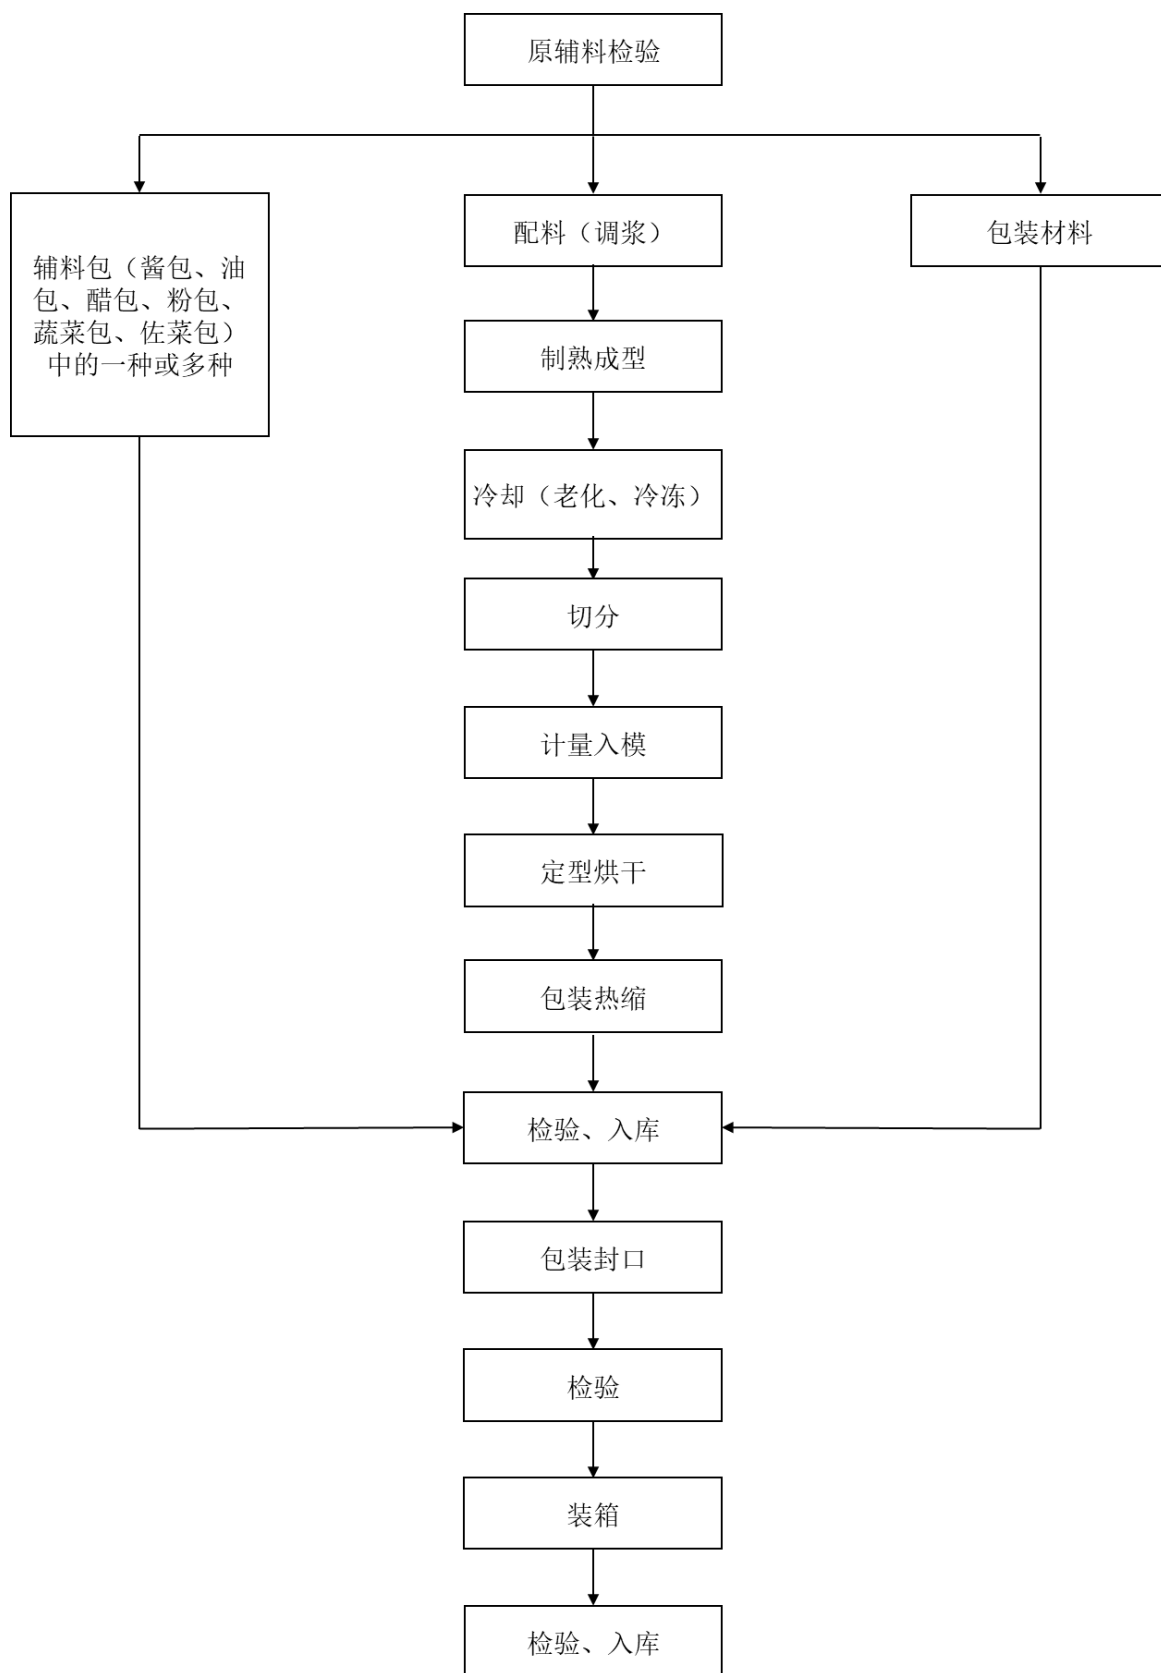 原辅料检验
辅料包（酱包、油
包、醋包、粉包、
蔬菜包、佐菜包）
中的一种或多种
配料（调浆）
包装材料
制熟成型
冷却（老化、冷冻）
切分
计量入模
定型烘干
包装热缩
检验、入库
包装封口
检验
装箱
检验、入库